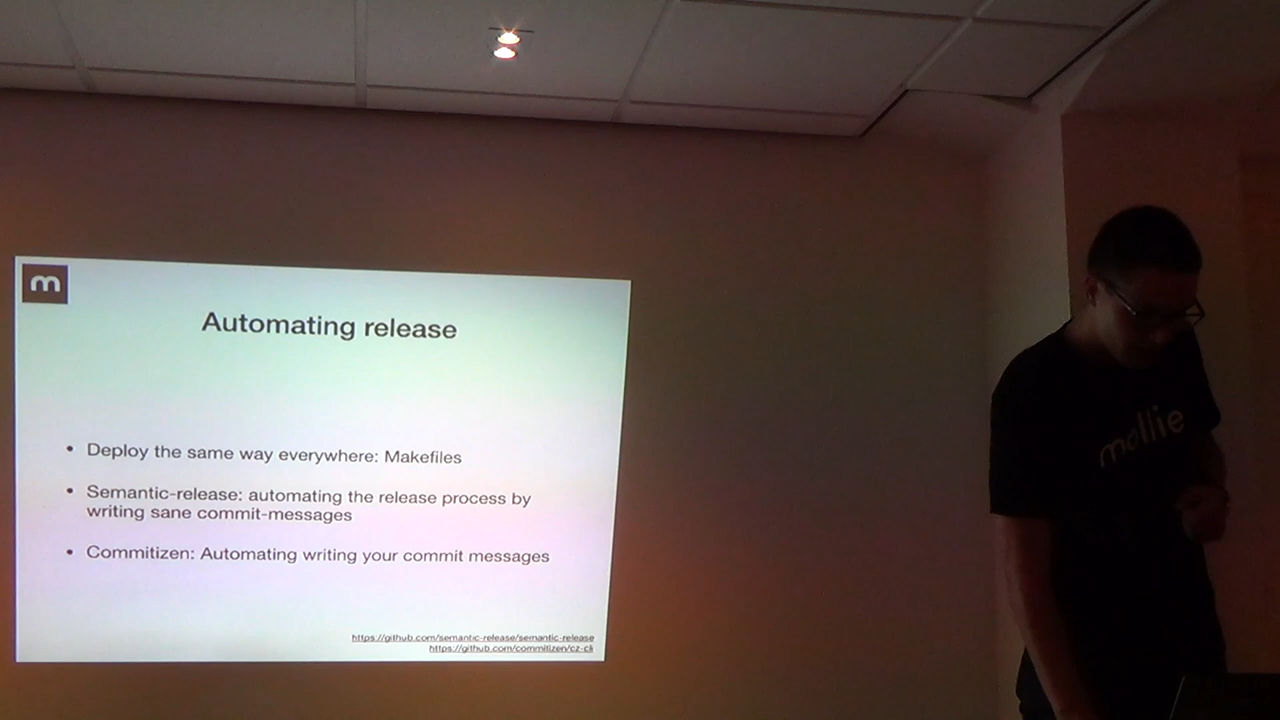 m
Automating release
• Deploy the same way everywhere: Makefiles
• Semantic-release: automating the release process by
writing sane commit-messages
• Commitizen: Automating writing your commit messages
https://github.com/semantic-release/semantic-release
https://github.com/commitizen/cz-cli
mollie